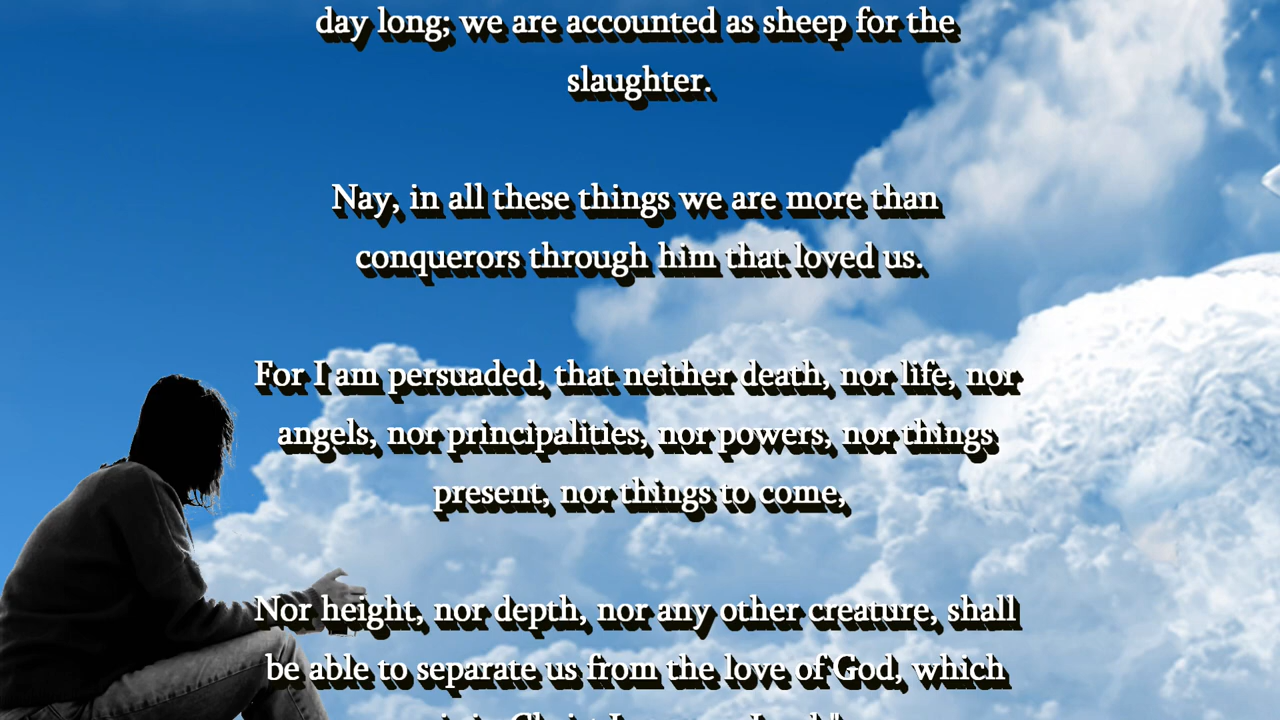 day long; we are accounted as sheep for the
slaughter.
Nay, in all these things we are more than
conquerors through him that loved us.
For I am persuaded, that neither death, nor life, nor
angels, nor principalities, nor powers, nor things
present, nor things to come,
Nor height, nor depth, nor any other creature, shall
be able to separate us from the love of God, which